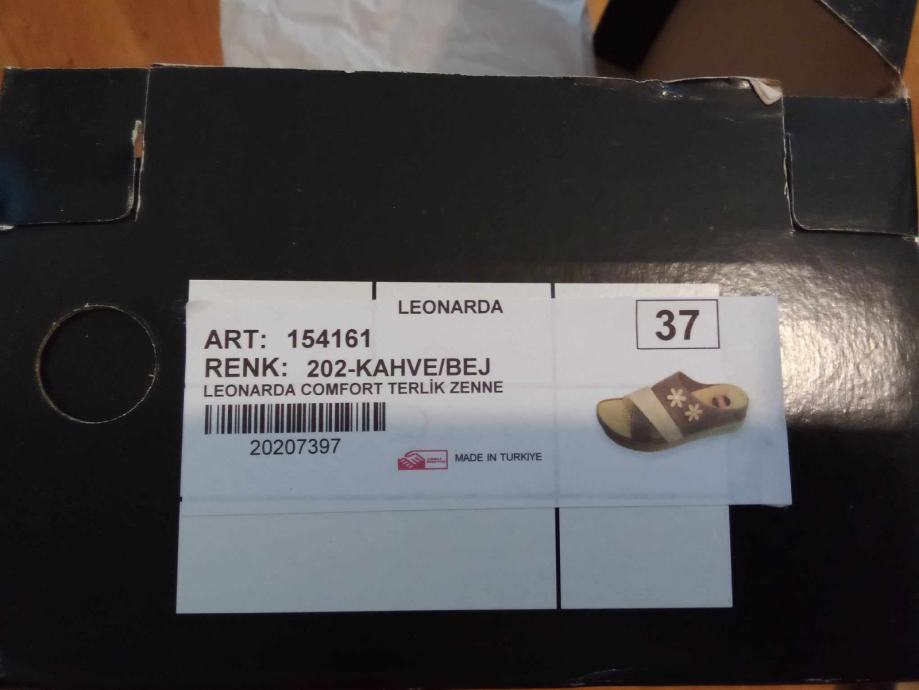 LEONARDA
37
ART: 154161
RENK: 202-KAHVE/BEJ
LEONARDA COMFORT TERLİK ZENNE
20207397
MADE IN TURKIYE